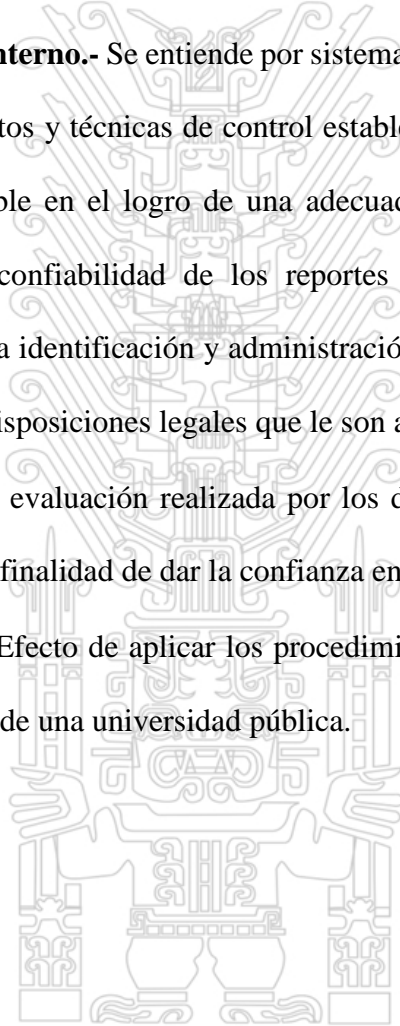 nterno.- Se entiende por sistema
tos y técnicas de control estable
ble en el logro de una adecuad
confiabilidad de los reportes
a identificación y administració
isposiciones legales que le son a
evaluación realizada por los d
finalidad de dar la confianza en
Efecto de aplicar los procedimi
de una universidad pública.